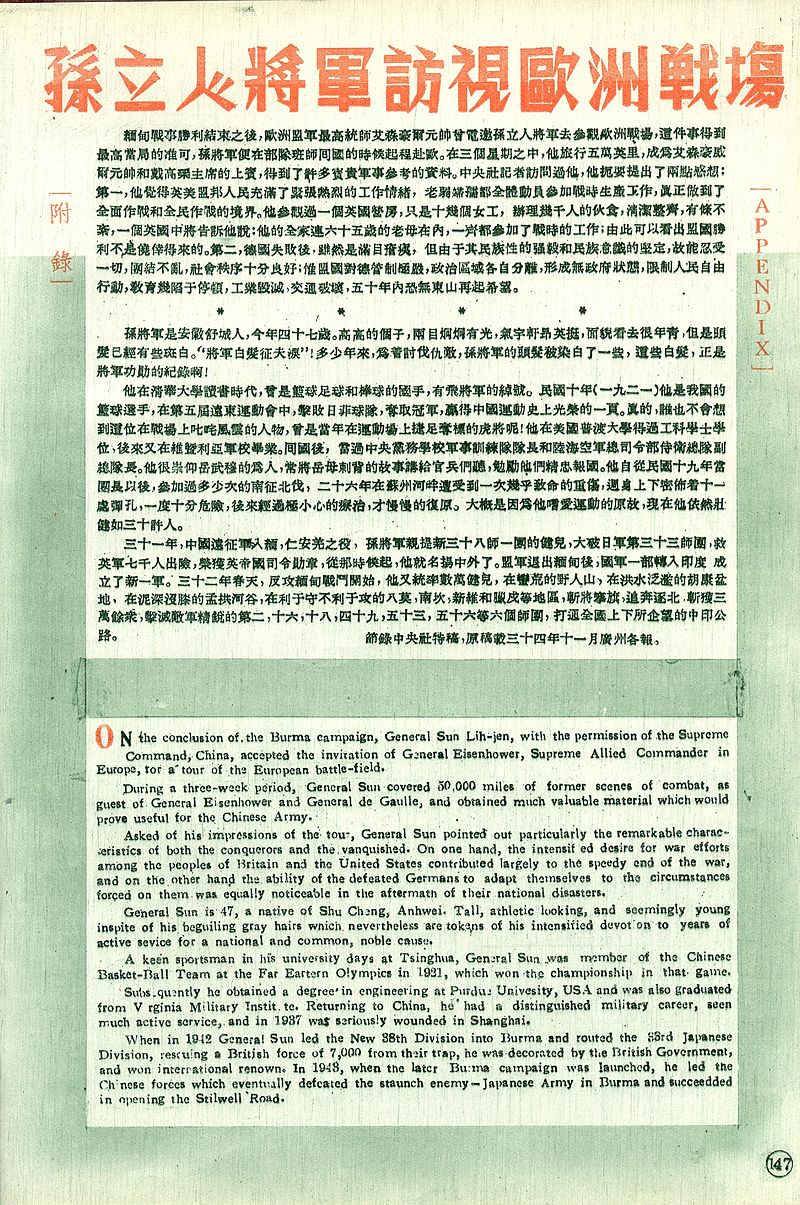 孫立人將軍訪視歐洲戰場
緬甸戰事勝利結束之後，歐洲盟軍最高統帥艾森豪爾元帥曾電邀孫立人將軍去參觀歐洲戰場，這件事得到
最高當局的准可，孫將軍便在部隊班師囘國的時候起程赴歐。在三個星期之中，他旅行五萬英里，成爲艾森豪威
爾元帥和戴高樂主席的上賓，得到了許多寶貴軍事參考的資料。中央社記者訪問過他，他扼要提出了兩點感想：
第一，他覺得英美盟邦人民充滿了緊張熱烈的工作情緒，老弱婦孺都全體動員參加戰時生產工作，眞正做到了
全面作戰和全民作戰的境界。他參觀過一個英國營房，只是十幾個女工，辦理幾千人的伙食，淸潔整齊，有條不
紊，一個英國中將告訴他說：他的全家連六十五歲的老母在內，一齊都參加了戰時的工作；由此可以看出盟國勝
利不是僥倖得來的。第二，德國失敗後，雖然是滿目瘡痍，但由于其民族性的强毅和民族意識的堅定，故能忍受
一切，團結不亂，社會秩序十分良好；惟盟國對德管制極嚴，政治區域各自分離，形成無政府狀態，限制人民自由
行動，敎育幾陷于停頓，工業毁滅，交通破壞，五十年內恐無東山再起希望。
* * * *
孫將軍是安徽舒城人，今年四十七歲。高高的個子，兩目炯炯有光，氣宇軒昂英挺，面貌看去很年靑，但是頭
髮已經有些斑白。“將軍白髮征夫淚”！多少年來，爲着討伐仇敵，孫將軍的頭髮被染白了一些，這些白髮，正是
將軍功勛的紀錄啊！
他在淸華大學讀書時代，曾是籃球足球和棒球的國手，有飛將軍的綽號。民國十年（一九二一）他是我國的
籃球選手，在第五屆遠東運動會中，擊敗日菲球隊，奪取冠軍，贏得中國運動史上光榮的一頁。眞的，誰也不會想
到這位在戰場上叱咤風雲的人物，曾是當年在運動場上捷足奪標的虎將呢！他在美國普渡大學得過工科學士學
位，後來又在維幾利亞軍校畢業。囘國後，當過中央黨務學校軍事訓練隊隊長和陸海空軍總司令部侍衛總隊副
總隊長。他很崇仰岳武穆的爲人，常將岳母刺背的故事講給官兵們聽，勉勵他們精忠報國。他自從民國十九年當
團長以後，參加過多少次的南征北伐，二十六年在蘇州河畔遭受到一次幾乎致命的重傷，週身上下密佈着十一
處彈孔，一度十分危險，後來經過極小心的療治，才慢慢的復原。大槪是因爲他嗜愛運動的原故，現在他依然壯
健如三十許人。
三十一年，中國遠征軍入緬，仁安羌之役，孫將軍親提新三十八師一團的健兒，大破日軍第三十三師團，救
英軍七千人出險，榮獲英帝國司令勛章，從那時候起，他就名揚中外了。盟軍退出緬甸後，國軍一部轉入印度
成立了新一軍。三十二年春天，反攻緬甸戰鬥開始，他又統率數萬健兒，在蠻荒的野人山，在洪水泛濫的胡康盆
地，在泥深沒膝的孟拱河谷，在利于守不利于攻的八莫，南坎，新維和臘戍等地區，斬將搴旗，追奔逐北，斬獲三
萬餘衆，擊滅敵軍精銳的第二，十六，十八，四十九，五十三，五十六等六個師團，打通全國上下所企望的中印公
路。 節錄中央社特稿，原稿載三十四年十一月廣州各報。
附錄
APPENDIX
ON the conclusion of the Burma campaign, General Sun Lih-jen, with the permission of the Supreme
Command, China, accepted the invitation of General Eisenhower, Supreme Allied Commander in
Europe, for a tour of the European battle-field.
During a three-week period, General Sun covered 50,000 miles of former scenes of combat, as
guest of General Eisenhower and General de Gaulle, and obtained much valuable material which would
prove useful for the Chinese Army.
Asked of his impressions of the tour, General Sun pointed out particularly the remarkable charac-
teristics of both the conquerors and the vanquished. On one hand, the intensif ed desire for war efforts
among the peoples of Britain and the United States contributed largely to the speedy end of the war,
and on the other hand the ability of the defeated Germans to adapt themselves to the circumstances
forced on them was equally noticeable in the aftermath of their national disasters.
General Sun is 47, a native of Shu Cheng, Anhwei. Tall, athletic looking, and seemingly young
inspite of his beguiling gray hairs which nevertheless are tokens of his intensified devot on to years of
active sevice for a national and common, noble cause.
A keen sportsman in his university days at Tsinghua, General Sun was member of the Chinese
Basket-Ball Team at the Far Eartern Olympics in 1921, which won the championship in that game.
Subs quently he obtained a degree in engineering at Purdue Univesity, USA and was also graduated
from V rginia Military Instit te. Returning to China, he had a distinguished military career, seen
much active service, and in 1937 was seriously wounded in Shanghai.
When in 1942 General Sun led the New 38th Division into Burma and routed the 33rd Japanese
Division, rescuing a British force of 7,000 from their trap, he was decorated by the British Government,
and won international renown. In 1943, when the later Burma campaign was launched, he led the
Chinese forces which eventually defeated the staunch enemy—Japanese Army in Burma and succeedded
in opening the Stilwell Road.
147